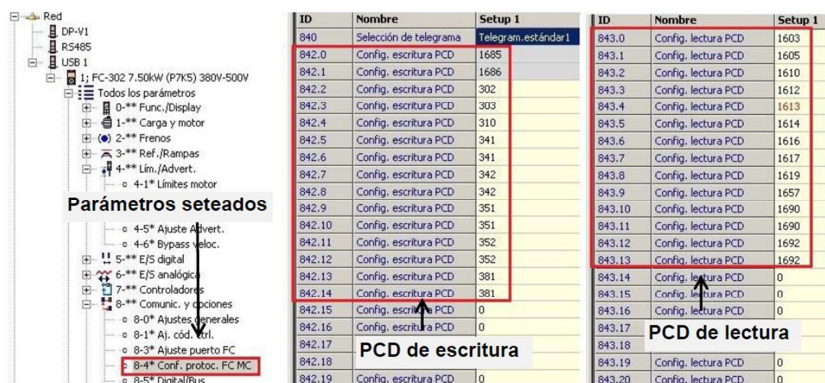 Red
DP-V1
RS485
USB 1
1; FC-302 7.50kW (P7K5) 380V-500V
Todos los parámetros
0-** Func./Display
1-** Carga y motor
2-** Frenos
3-** Ref./Rampas
4-** Lím./Advert.
4-1* Límites motor
Parámetros seteados
4-5* Ajuste Advert.
4-6* Bypass veloc.
5-** E/S digital
6-** E/S analógica
7-** Controladores
8-** Comunic. y opciones
8-0* Ajustes generales
8-1* Aj. cód. ctrl.
8-3* Ajuste puerto FC
8-4* Conf. protoc. FC MC
8-5* Digital/Bus
ID Nombre Setup 1
840 Selección de telegrama Telegram.estándar1
842.0 Config. escritura PCD 1685
842.1 Config. escritura PCD 1686
842.2 Config. escritura PCD 302
842.3 Config. escritura PCD 303
842.4 Config. escritura PCD 310
842.5 Config. escritura PCD 341
842.6 Config. escritura PCD 341
842.7 Config. escritura PCD 342
842.8 Config. escritura PCD 342
842.9 Config. escritura PCD 351
842.10 Config. escritura PCD 351
842.11 Config. escritura PCD 352
842.12 Config. escritura PCD 352
842.13 Config. escritura PCD 381
842.14 Config. escritura PCD 381
842.15 Config. escritura PCD 0
842.16 Config. escritura PCD 0
842.17
842.18
PCD de escritura
842.19 Config. escritura PCD 0
ID Nombre Setup 1
843.0 Config. lectura PCD 1603
843.1 Config. lectura PCD 1605
843.2 Config. lectura PCD 1610
843.3 Config. lectura PCD 1612
843.4 Config. lectura PCD 1613
843.5 Config. lectura PCD 1614
843.6 Config. lectura PCD 1616
843.7 Config. lectura PCD 1617
843.8 Config. lectura PCD 1619
843.9 Config. lectura PCD 1657
843.10 Config. lectura PCD 1690
843.11 Config. lectura PCD 1690
843.12 Config. lectura PCD 1692
843.13 Config. lectura PCD 1692
843.14 Config. lectura PCD 0
843.15 Config. lectura PCD 0
843.16 Config. lectura PCD 0
843.17
843.18
PCD de lectura
843.19 Config. lectura PCD 0
843.20 Config. lectura PCD 0